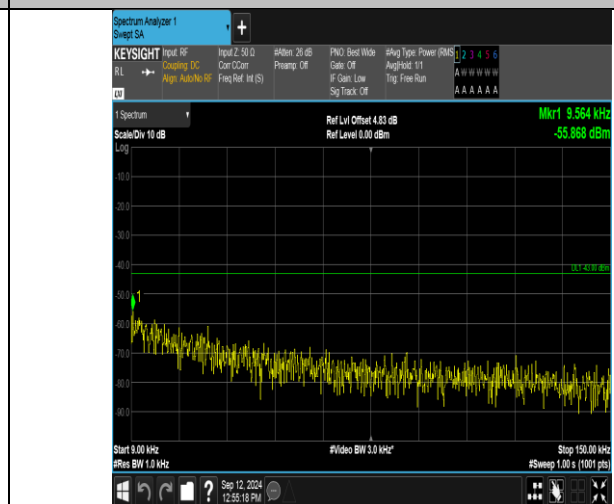 Spectrum Analyzer 1
Swept SA
+
KEYSIGHT Input: RF Input Z: 50 Ω #Atten: 26 dB PNO: Best Wide #Avg Type: Power (RMS 1 2 3 4 5 6
RL Coupling: DC Corr CCorr Preamp: Off Gate: Off Avg|Hold: 1/1 A W W W W W
Align: Auto/No RF Freq Ref: Int (S) IF Gain: Low Trig: Free Run
LXI Sig Track: Off A A A A A A
1 Spectrum Ref Lvl Offset 4.83 dB Mkr1 9.564 kHz
Scale/Div 10 dB Ref Level 0.00 dBm -55.868 dBm
Log
-10.0
-20.0
-30.0
-40.0
DL1 -43.00 dBm
-50.0
1
-60.0
-70.0
-80.0
-90.0
Start 9.00 kHz #Video BW 3.0 kHz* Stop 150.00 kHz
#Res BW 1.0 kHz #Sweep 1.00 s (1001 pts)
? Sep 12, 2024
12:55:18 PM